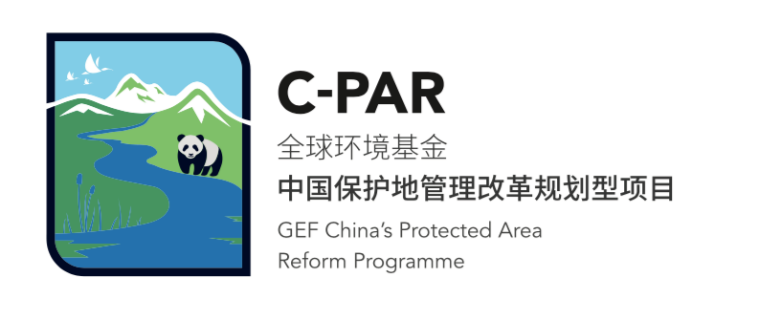 C-PAR
全球环境基金
中国保护地管理改革规划型项目
GEF China’s Protected Area
Reform Programme